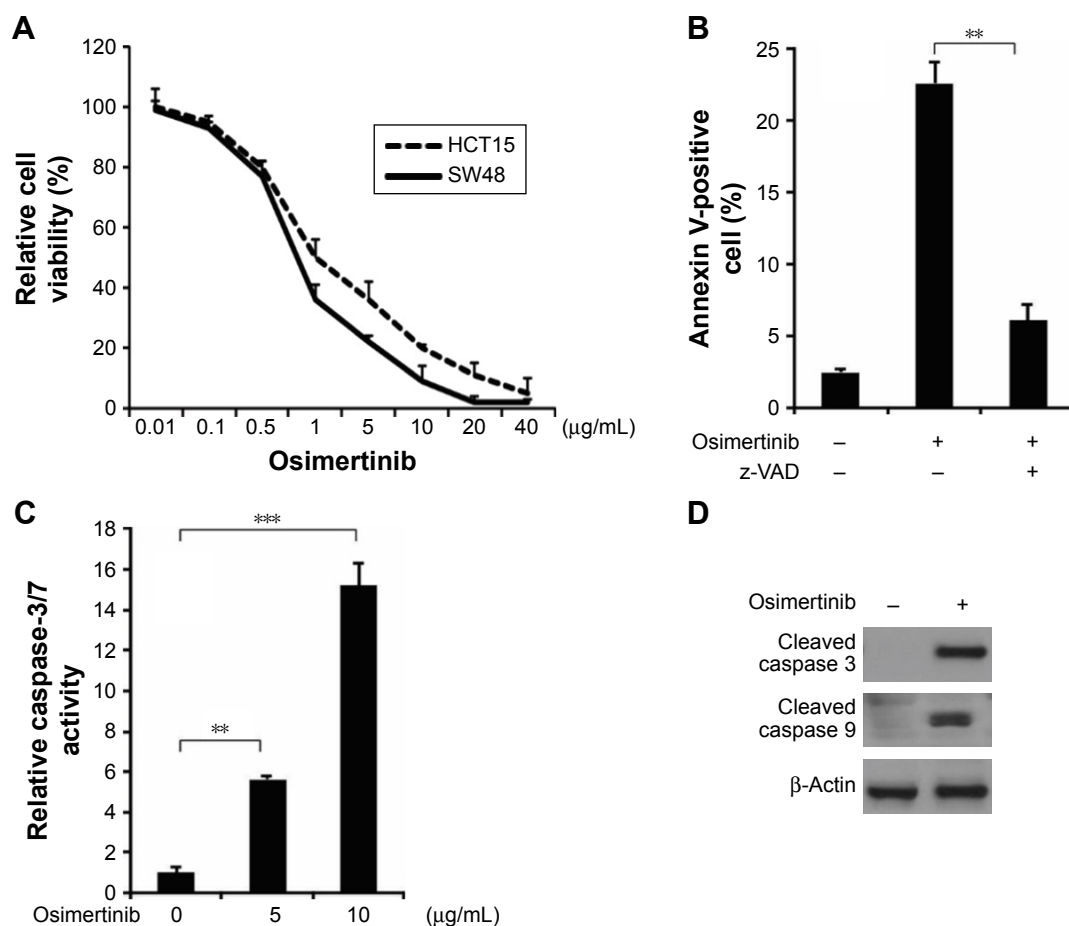 A
120
100
80
60
40
20
0
Relative cell
viability (%)
HCT15
SW48
0.01 0.1 0.5 1 5 10 20 40 (μg/mL)
Osimertinib
B
**
25
20
15
10
5
0
Annexin V-positive
cell (%)
Osimertinib – + +
z-VAD – – +
C
***
**
18
16
14
12
10
8
6
4
2
0
Relative caspase-3/7
activity
Osimertinib 0 5 10 (μg/mL)
D
Osimertinib – +
Cleaved
caspase 3
Cleaved
caspase 9
β-Actin